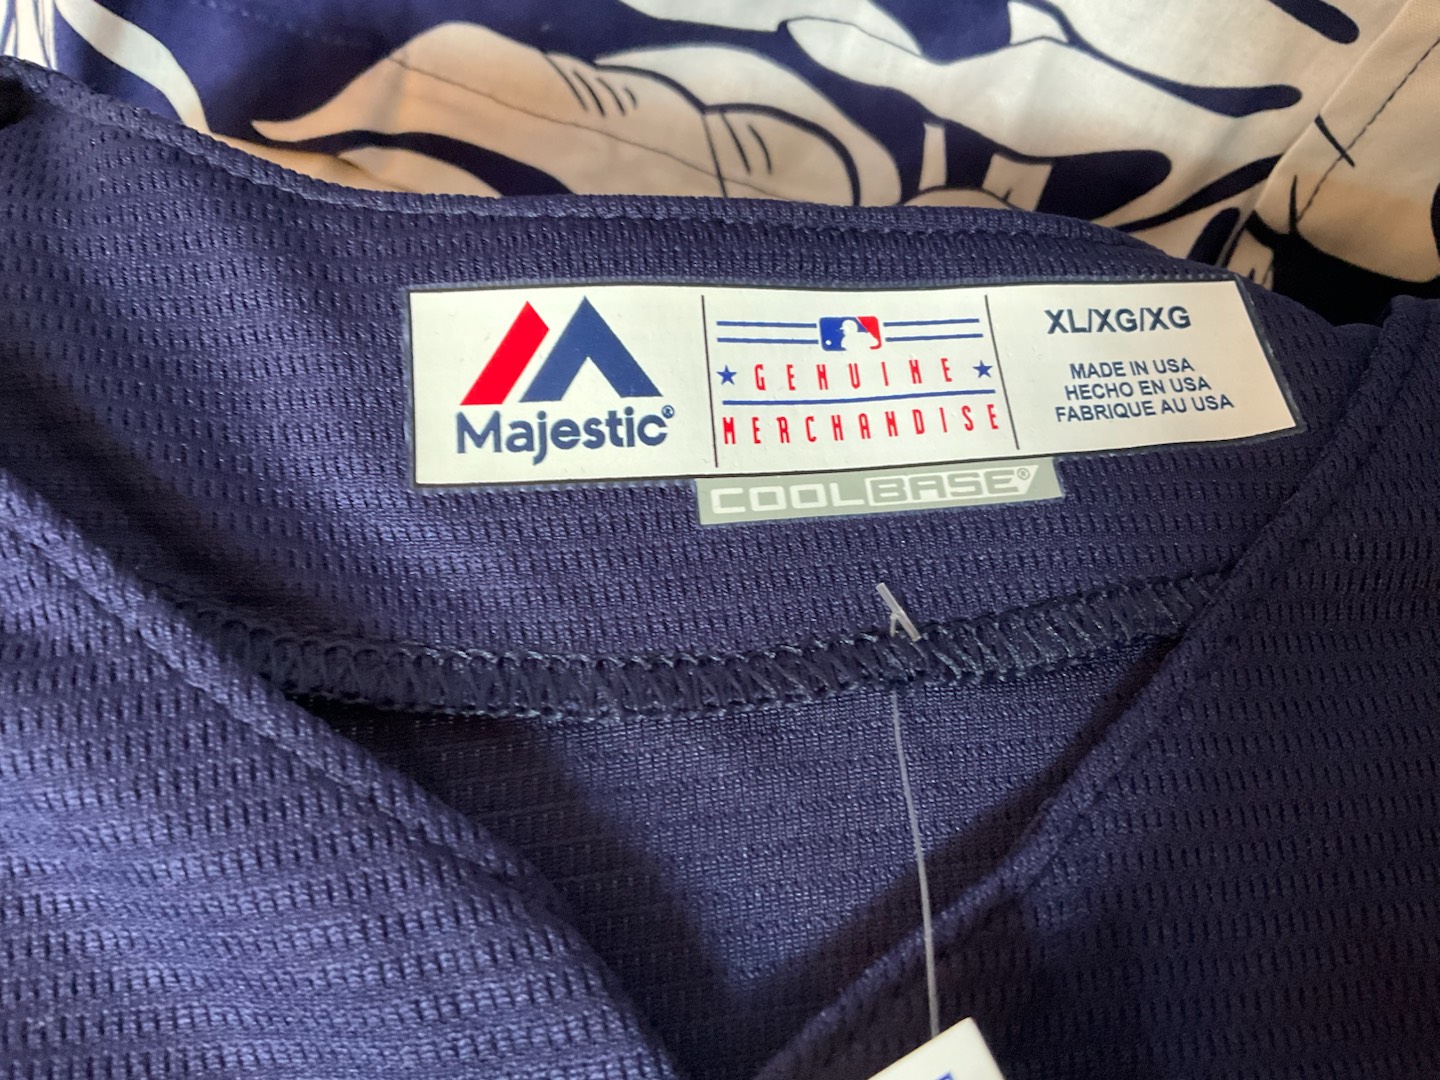 Majestic®
GENUINE
MERCHANDISE
XL/XG/XG
MADE IN USA
HECHO EN USA
FABRIQUE AU USA
COOLBASE®